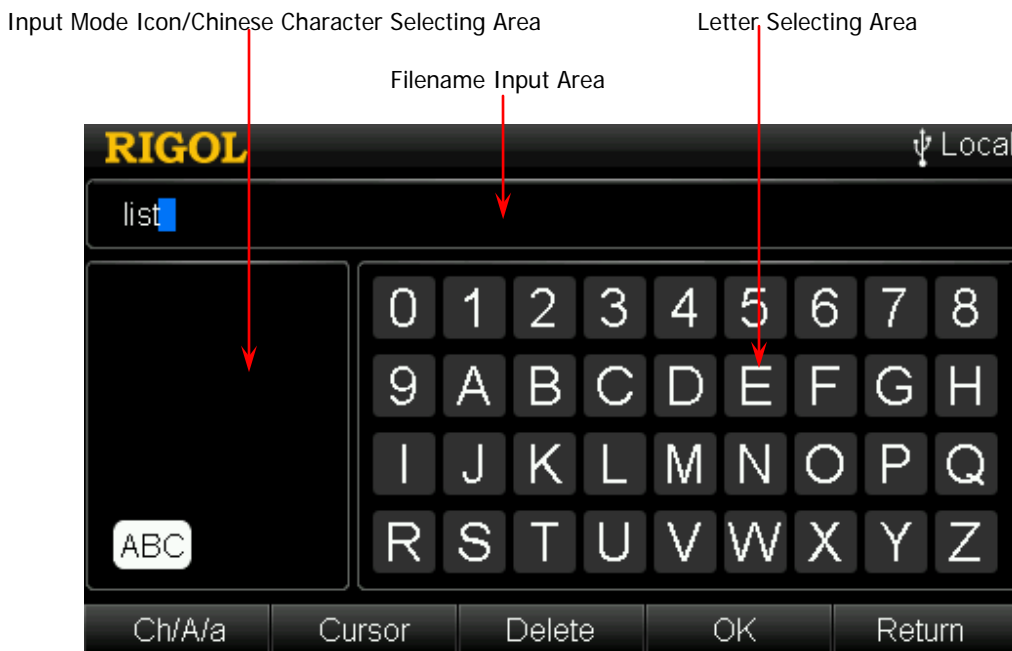 Input Mode Icon/Chinese Character Selecting Area Letter Selecting Area
Filename Input Area
RIGOL Local
list
0 1 2 3 4 5 6 7 8
9 A B C D E F G H
I J K L M N O P Q
ABC R S T U V W X Y Z
Ch/A/a Cursor Delete OK Return